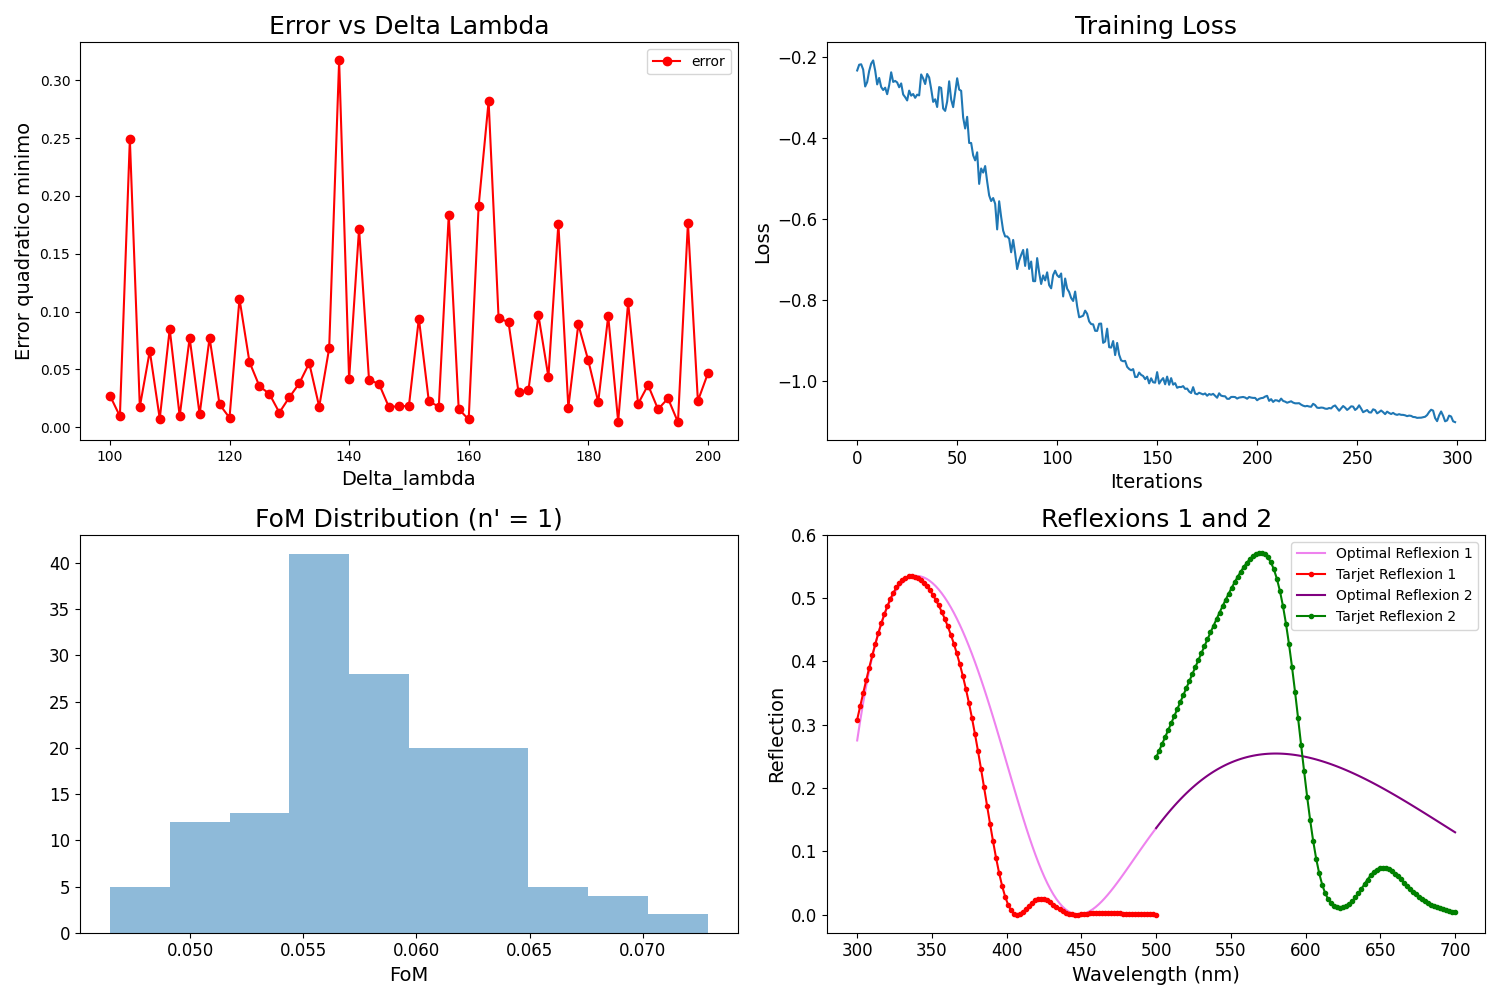 Error vs Delta Lambda
error
Error quadratico minimo
0.30
0.25
0.20
0.15
0.10
0.05
0.00
100 120 140 160 180 200
Delta_lambda
Training Loss
Loss
−0.2
−0.4
−0.6
−0.8
−1.0
0 50 100 150 200 250 300
Iterations
FoM Distribution (n' = 1)
40
35
30
25
20
15
10
5
0
0.050 0.055 0.060 0.065 0.070
FoM
Reflexions 1 and 2
Optimal Reflexion 1
Tarjet Reflexion 1
Optimal Reflexion 2
Tarjet Reflexion 2
Reflection
0.6
0.5
0.4
0.3
0.2
0.1
0.0
300 350 400 450 500 550 600 650 700
Wavelength (nm)